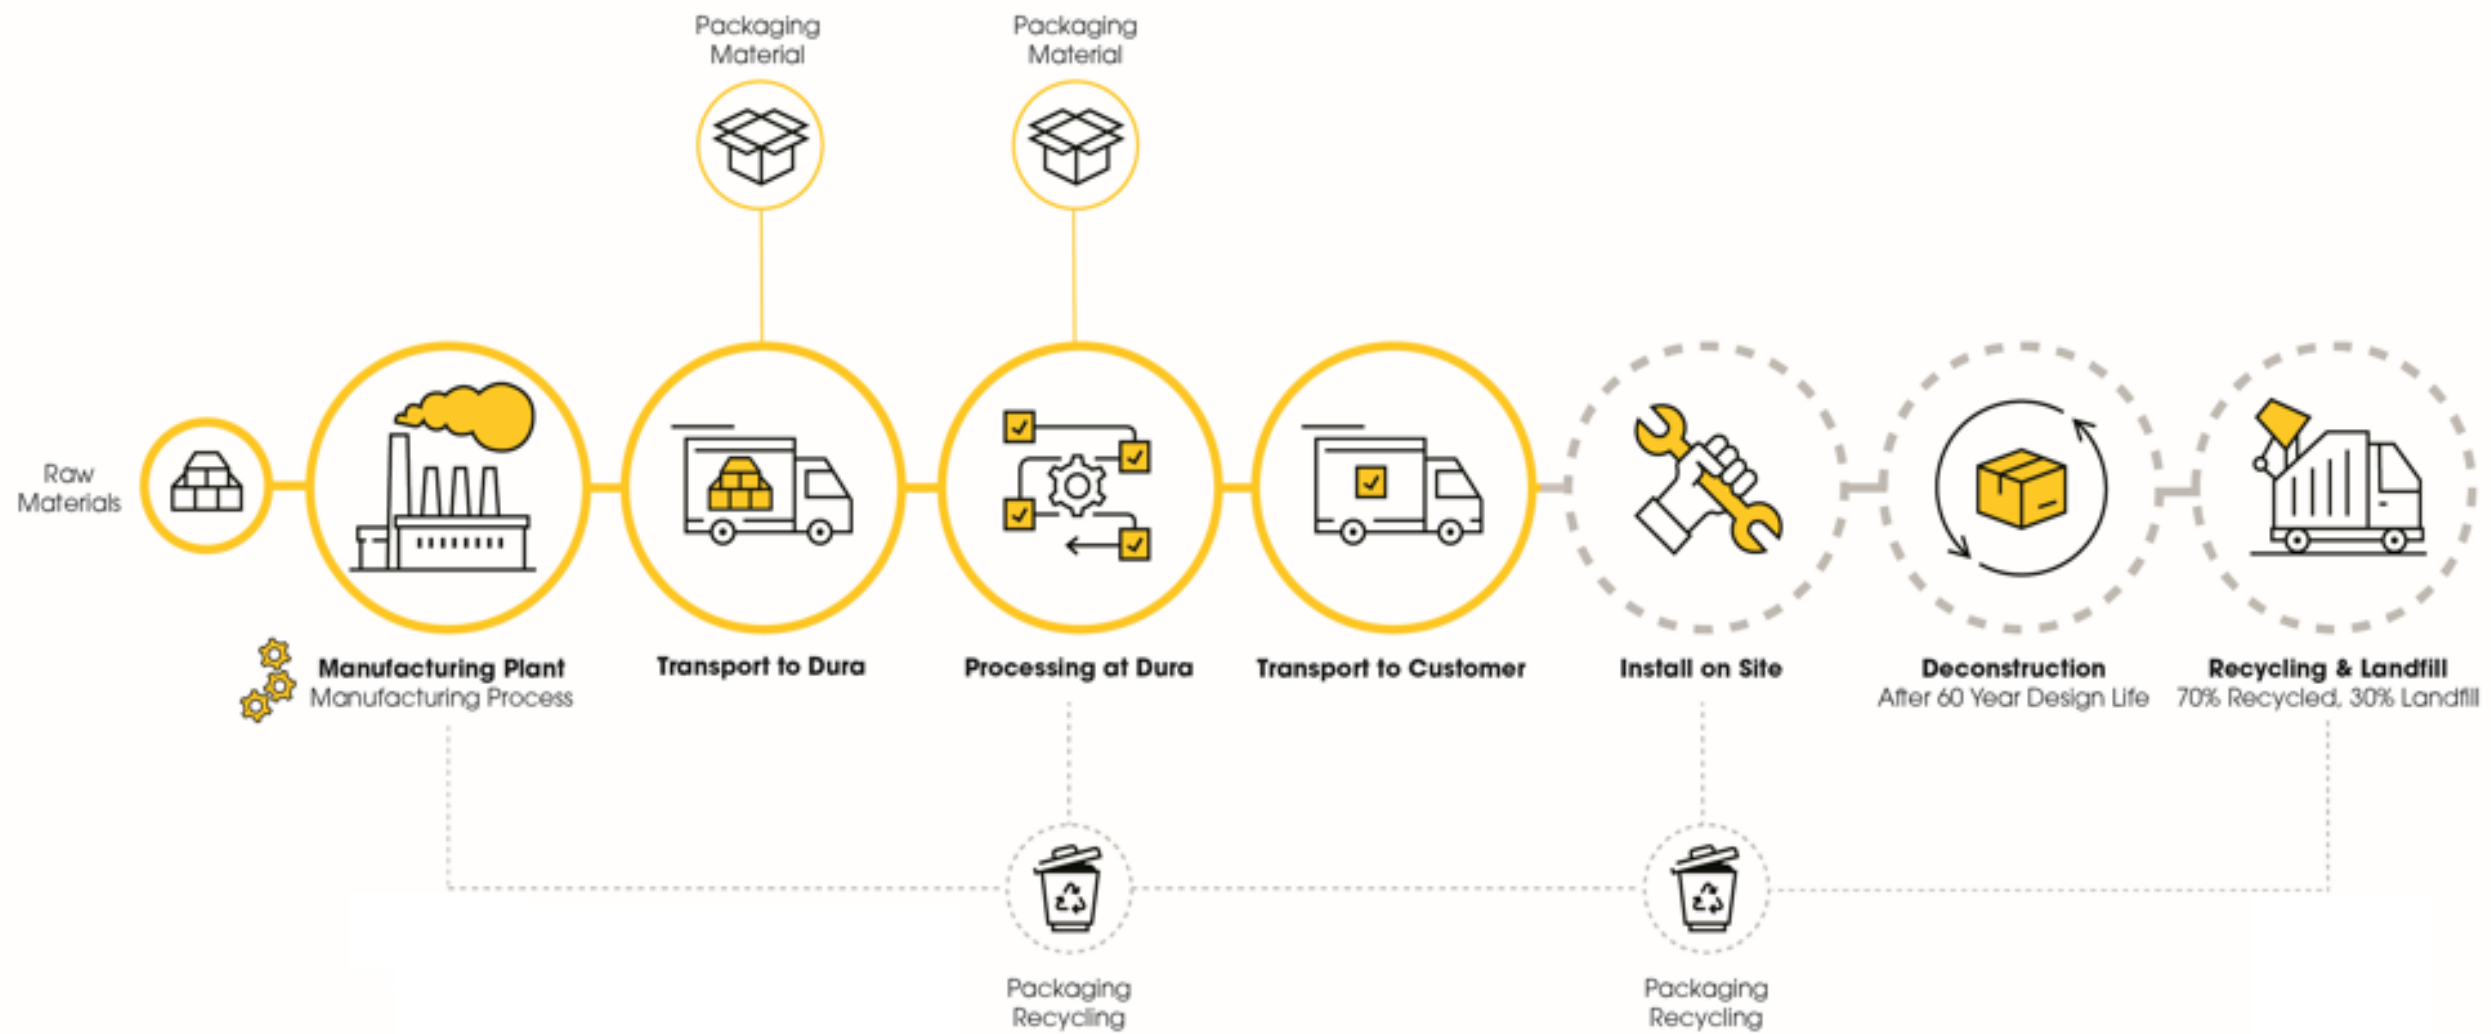 Packaging
Material
Packaging
Material
Raw
Materials
Manufacturing Plant
Manufacturing Process
Transport to Dura
Processing at Dura
Transport to Customer
Install on Site
Deconstruction
After 60 Year Design Life
Recycling & Landfill
70% Recycled, 30% Landfill
Packaging
Recycling
Packaging
Recycling